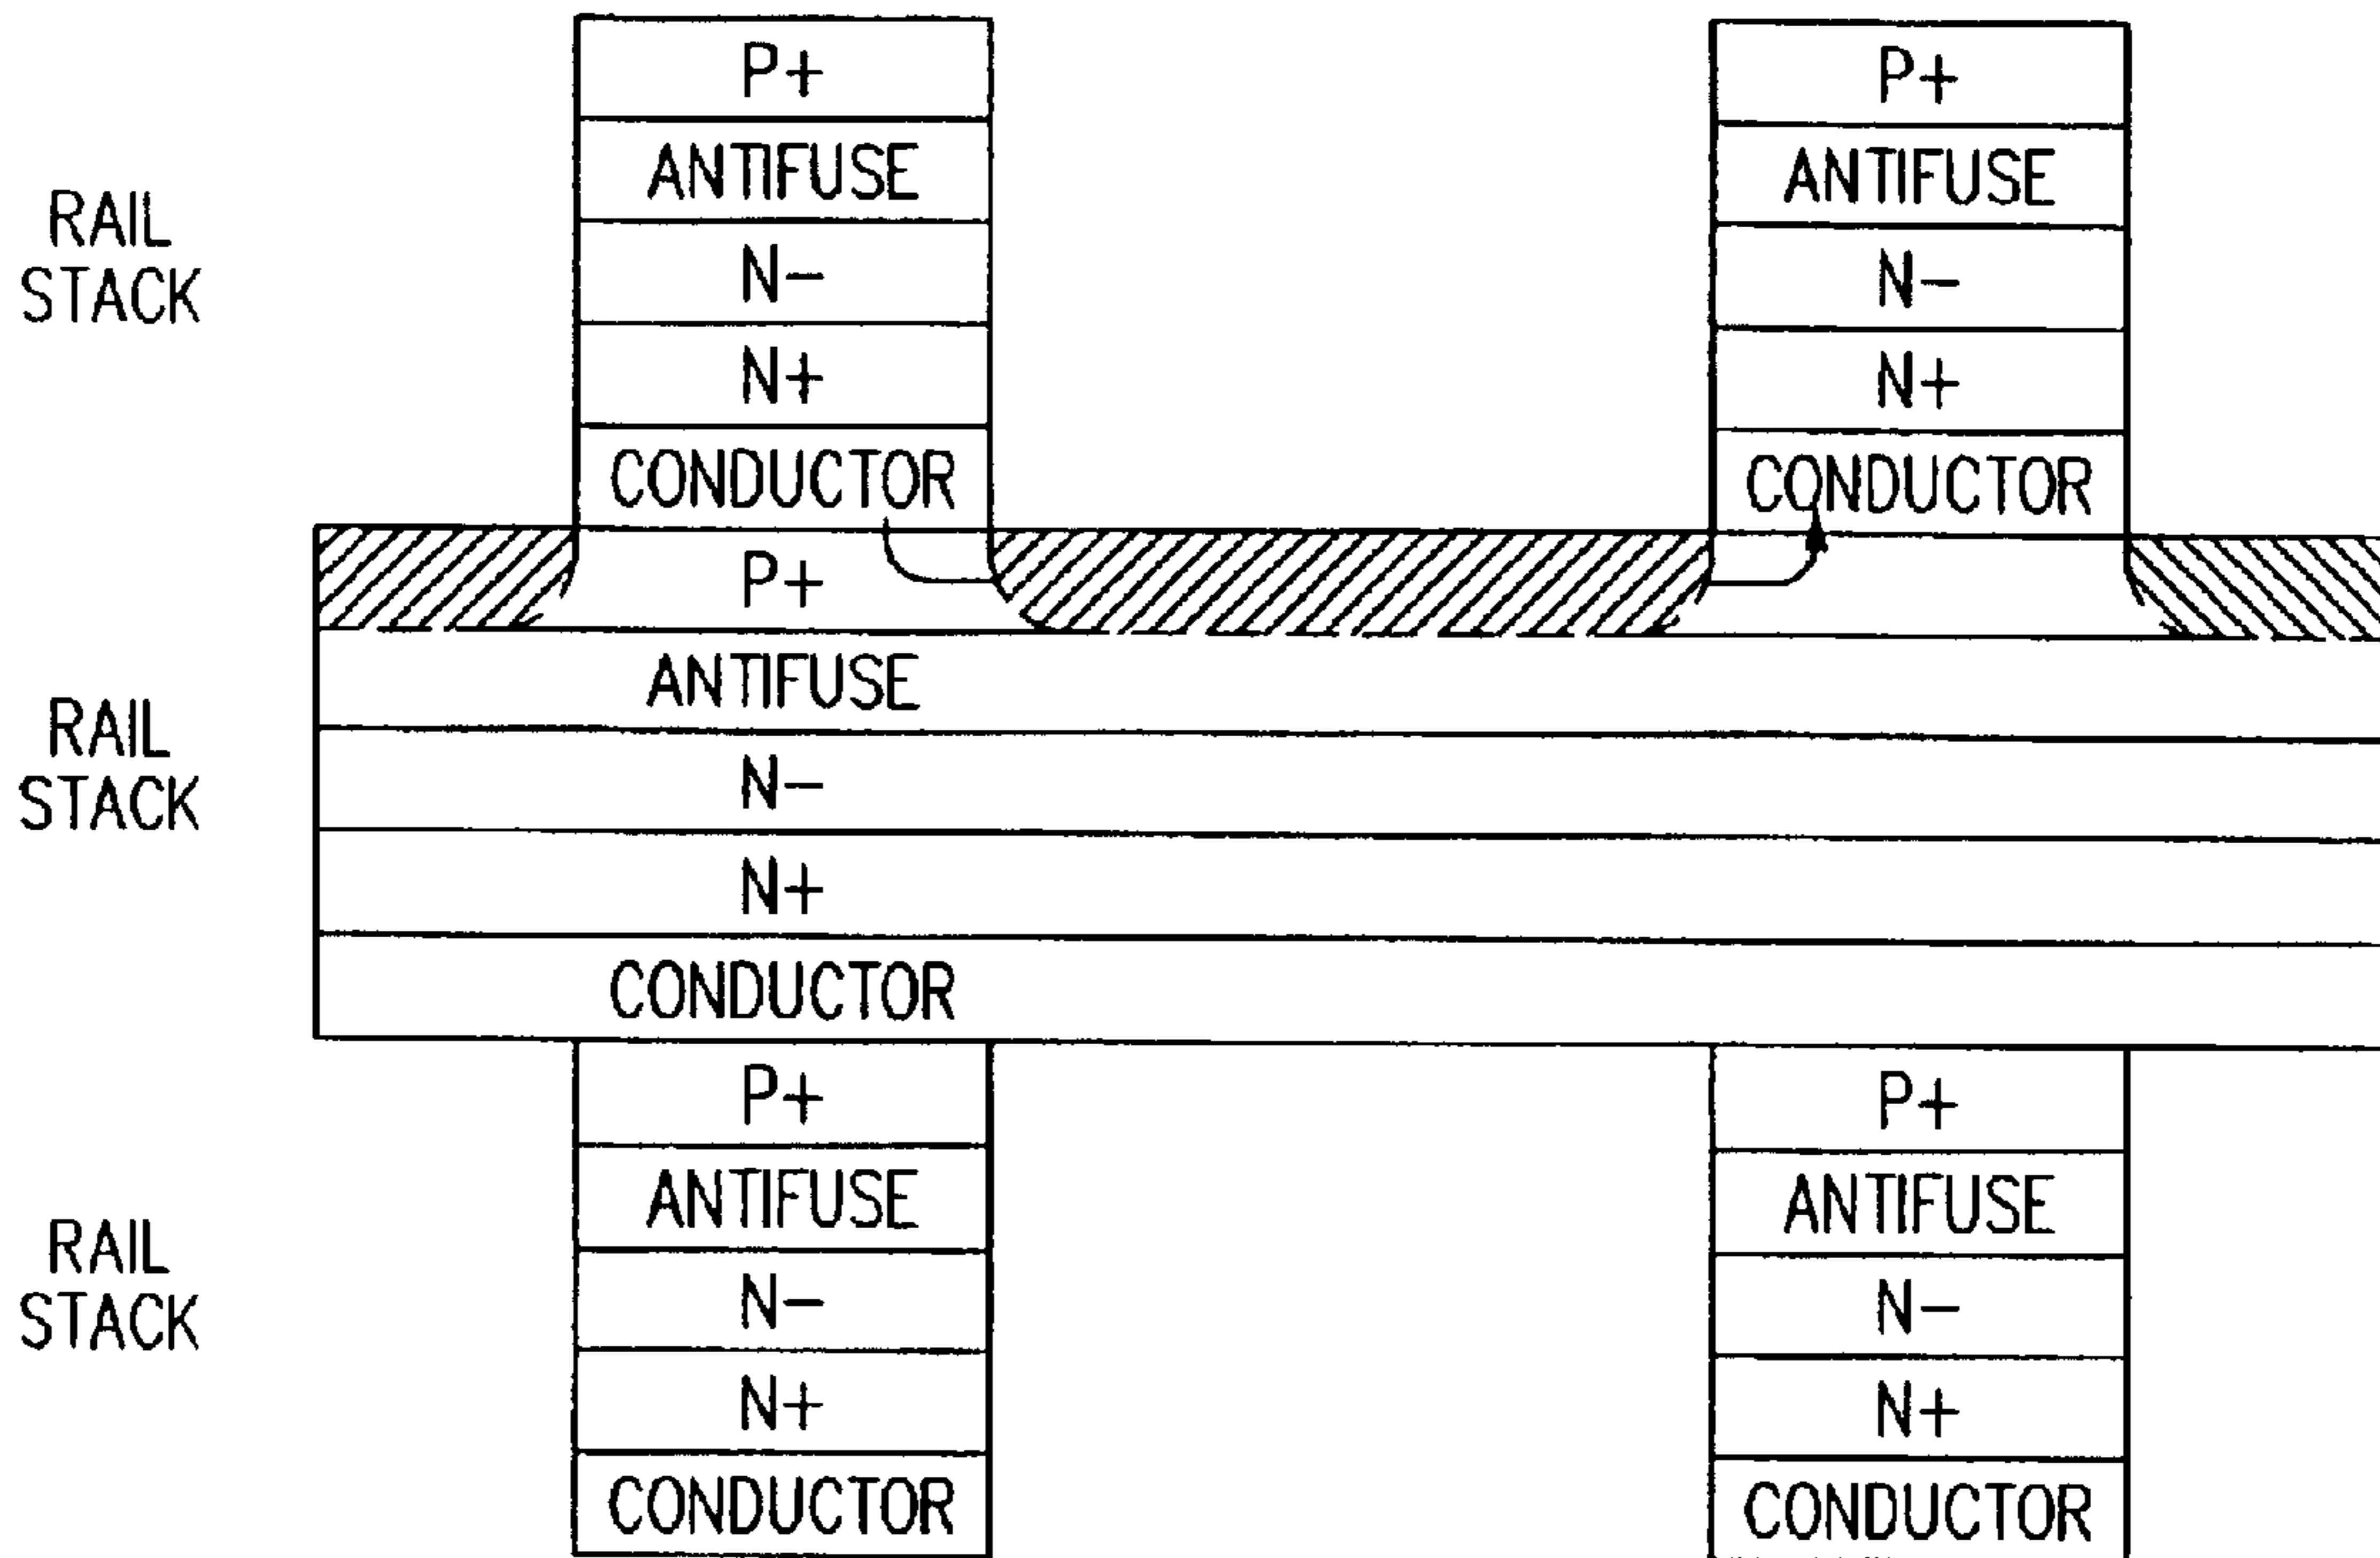 P+ P+
ANTIFUSE ANTIFUSE
RAIL
STACK
N- N-
N+ N+
CONDUCTOR CONDUCTOR
P+
ANTIFUSE
RAIL
STACK
N-
N+
CONDUCTOR
P+ P+
ANTIFUSE ANTIFUSE
RAIL
STACK
N- N-
N+ N+
CONDUCTOR CONDUCTOR